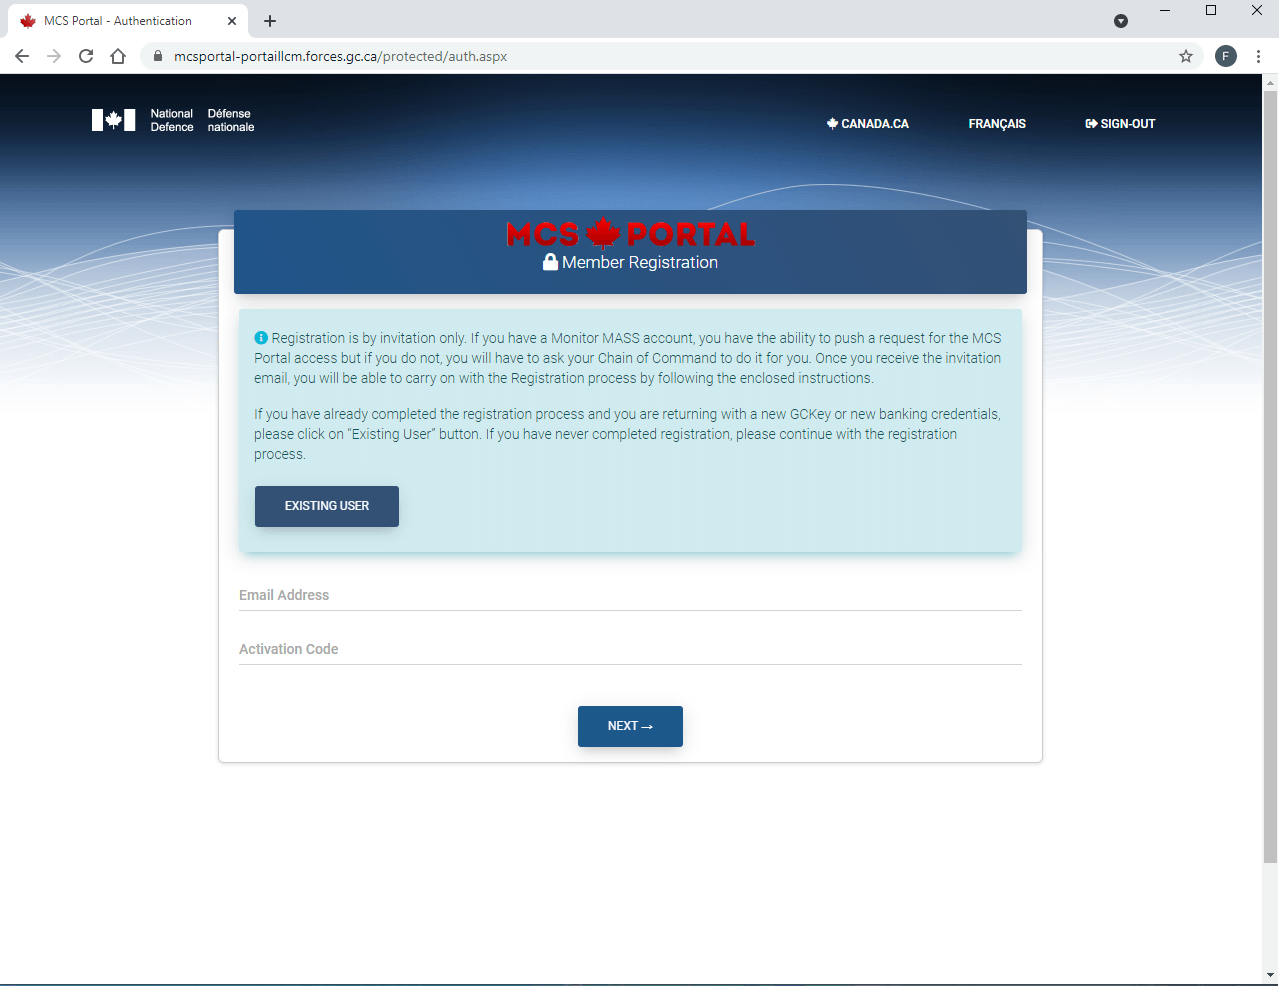 MCS Portal - Authentication
mcsportal-portaillcm.forces.gc.ca/protected/auth.aspx
F
National Défense
Defence nationale
CANADA.CA FRANÇAIS SIGN-OUT
MCS PORTAL
Member Registration
Registration is by invitation only. If you have a Monitor MASS account, you have the ability to push a request for the MCS
Portal access but if you do not, you will have to ask your Chain of Command to do it for you. Once you receive the invitation
email, you will be able to carry on with the Registration process by following the enclosed instructions.
If you have already completed the registration process and you are returning with a new GCKey or new banking credentials,
please click on “Existing User” button. If you have never completed registration, please continue with the registration
process.
EXISTING USER
Email Address
Activation Code
NEXT →